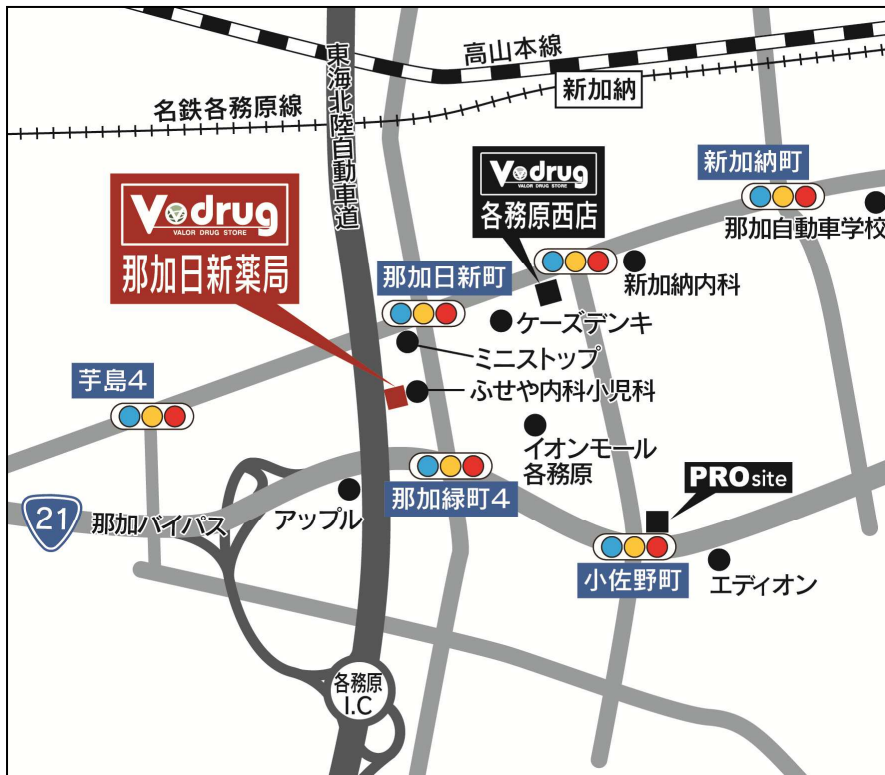 高山本線
東海北陸自動車道
新加納
名鉄各務原線
Vdrug
VALOR DRUG STORE
各務原西店
新加納町
那加自動車学校
Vdrug
VALOR DRUG STORE
那加日新薬局
那加日新町
新加納内科
ケーズデンキ
ミニストップ
芋島4
ふせや内科小児科
イオンモール
各務原
PROsite
那加緑町4
21
那加バイパス
アップル
小佐野町
エディオン
各務原
I.C